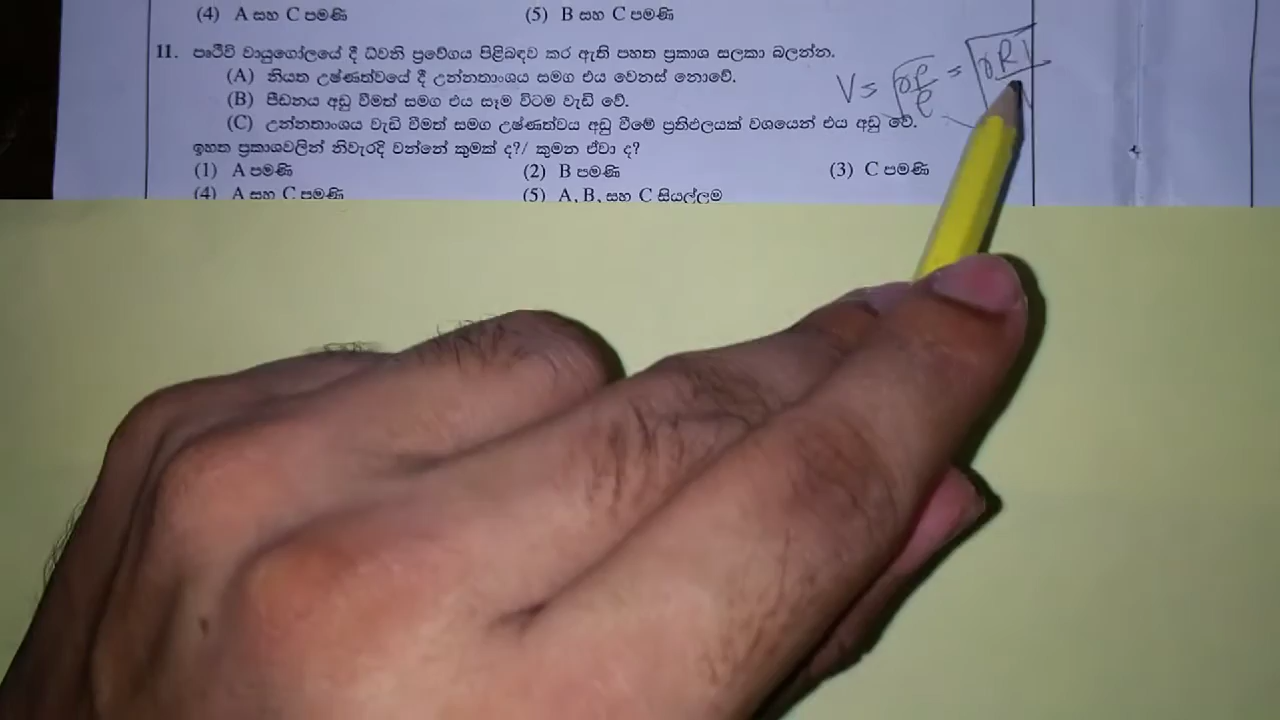 (4) A සහ C පමණි (5) B සහ C පමණි
11. පෘථිවි වායුගෝලයේ දී ධ්වනි ප්‍රවේගය පිළිබඳව කර ඇති පහත ප්‍රකාශ සලකා බලන්න.
(A) නියත උෂ්ණත්වයේ දී උන්නතාංශය සමග එය වෙනස් නොවේ.
(B) පීඩනය අඩු වීමත් සමග එය සෑම විටම වැඩි වේ.
(C) උන්නතාංශය වැඩි වීමත් සමග උෂ්ණත්වය අඩු වීමේ ප්‍රතිඵලයක් වශයෙන් එය අඩු වේ.
ඉහත ප්‍රකාශවලින් නිවැරදි වන්නේ කුමක් ද?/ කුමන ඒවා ද?
(1) A පමණි (2) B පමණි (3) C පමණි
(4) A සහ C පමණි (5) A, B, සහ C සියල්ලම